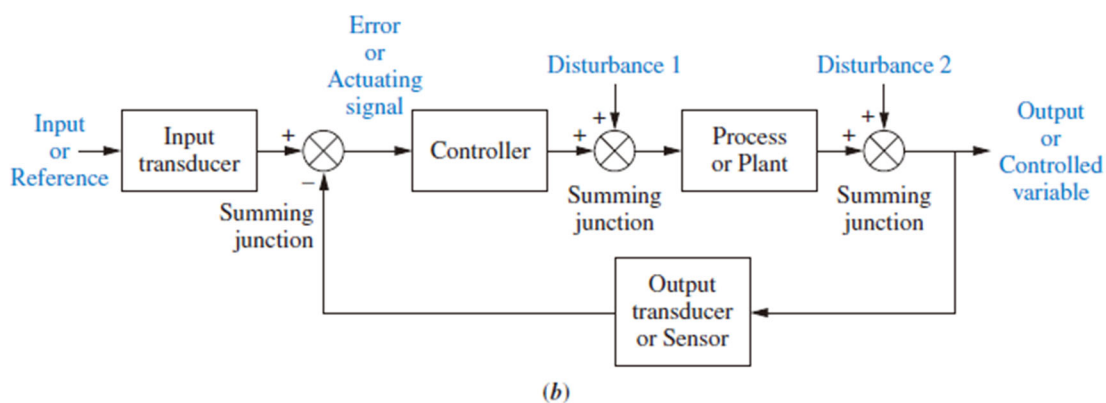 Error
or
Actuating
signal
Disturbance 1
Disturbance 2
Input
or
Reference
Input
transducer
+
−
Summing
junction
Controller
+
+
Summing
junction
Process
or Plant
+
+
Summing
junction
Output
or
Controlled
variable
Output
transducer
or Sensor
(b)